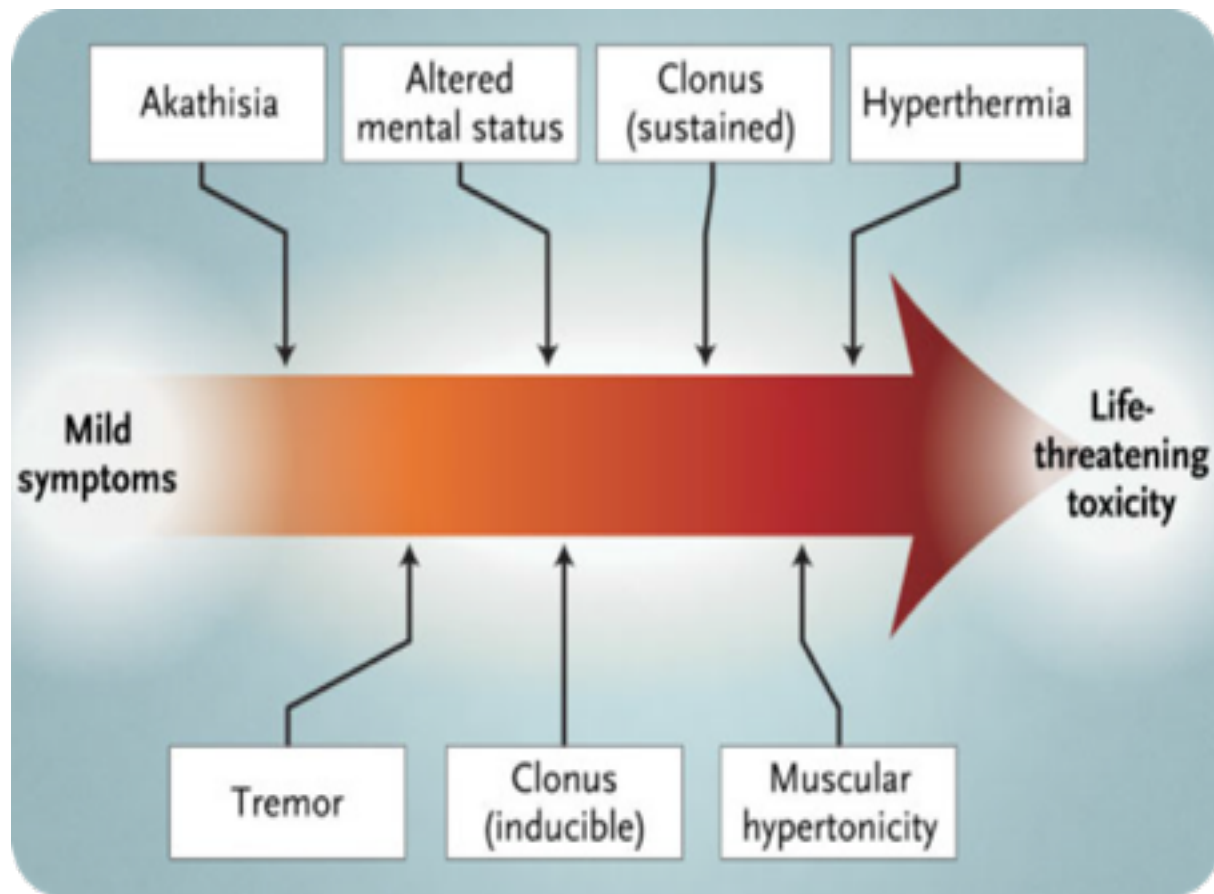 Akathisia
Altered
mental status
Clonus
(sustained)
Hyperthermia
Mild
symptoms
Life-
threatening
toxicity
Tremor
Clonus
(inducible)
Muscular
hypertonicity